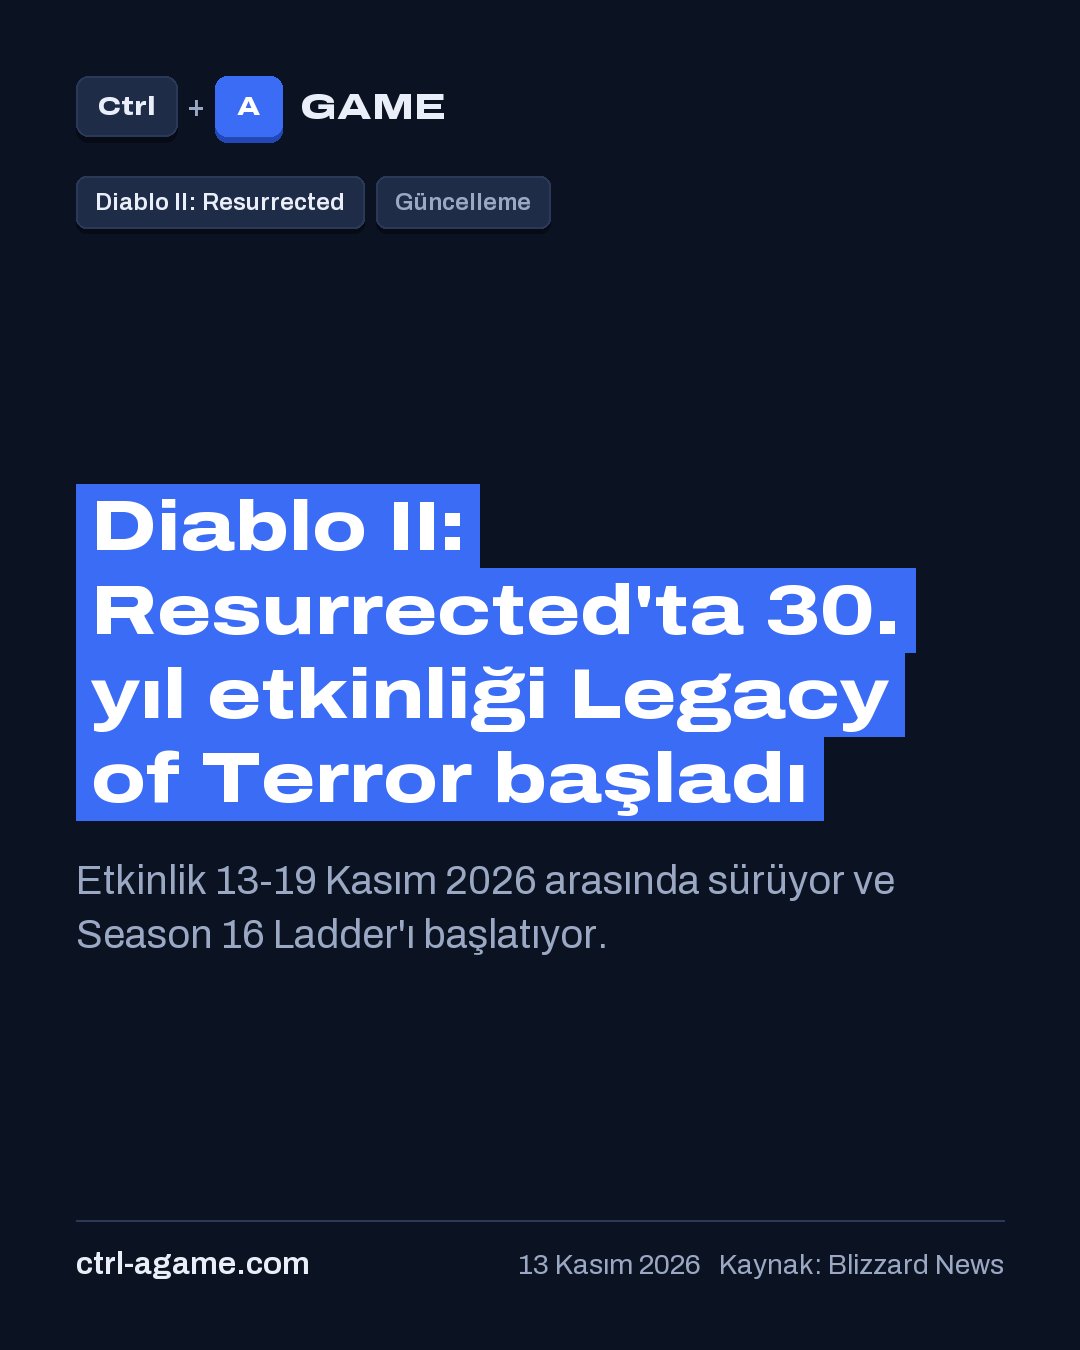 Ctrl + A GAME
Diablo II: Resurrected Güncelleme
Diablo II:
Resurrected'ta 30.
yıl etkinliği Legacy
of Terror başladı
Etkinlik 13-19 Kasım 2026 arasında sürüyor ve
Season 16 Ladder'ı başlatıyor.
ctrl-agame.com 13 Kasım 2026 Kaynak: Blizzard News